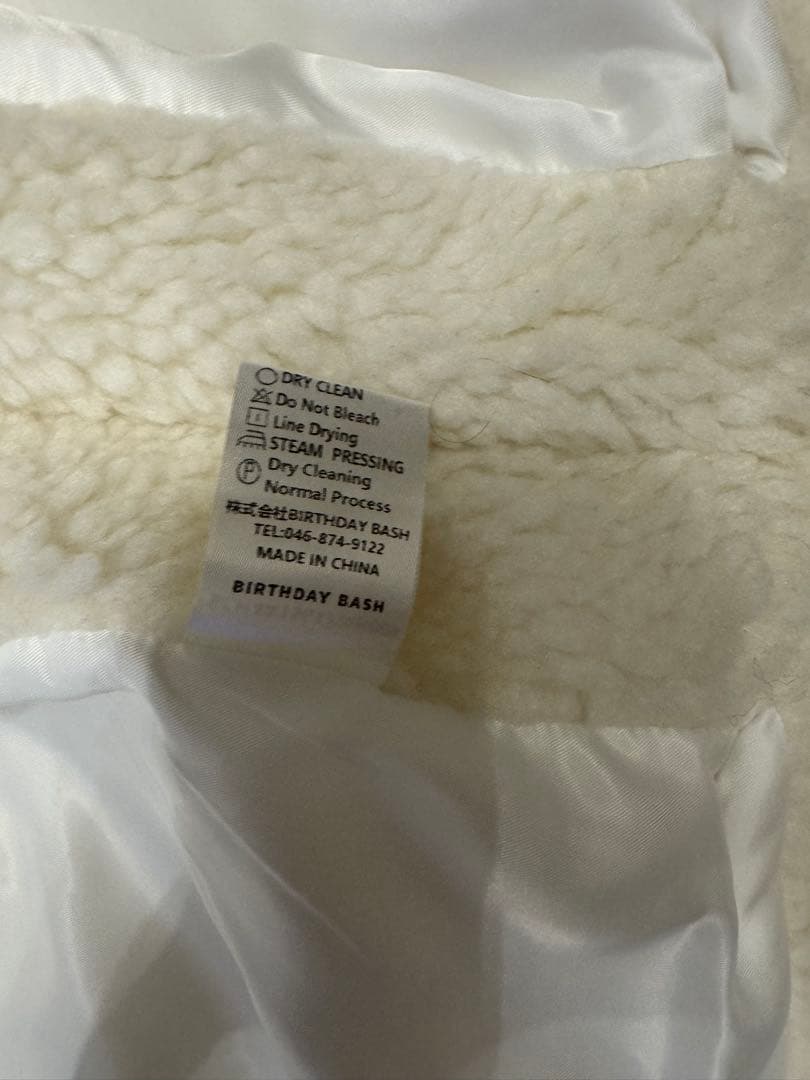 DRY CLEAN
Do Not Bleach
Line Drying
STEAM PRESSING
P Dry Cleaning
Normal Process
株式会社BIRTHDAY BASH
TEL:046-874-9122
MADE IN CHINA
BIRTHDAY BASH